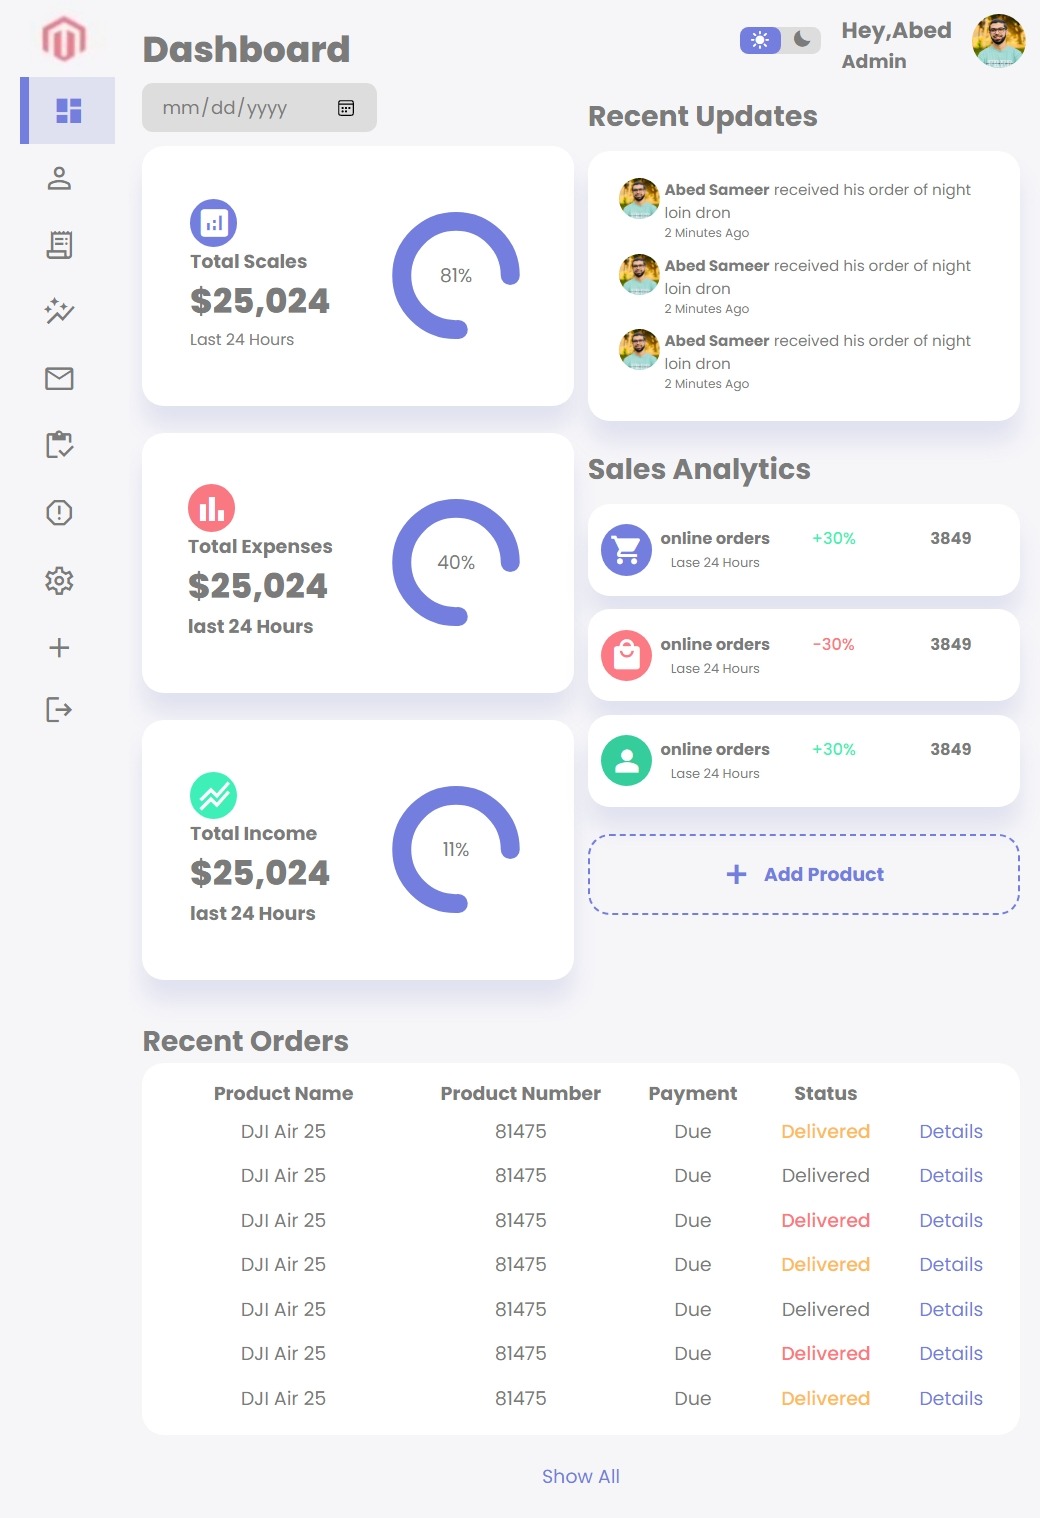 Dashboard
mm/dd/yyyy
Hey,Abed
Admin
Total Scales
$25,024
Last 24 Hours
81%
Total Expenses
$25,024
last 24 Hours
40%
Total Income
$25,024
last 24 Hours
11%
Recent Updates
Abed Sameer received his order of night
loin dron
2 Minutes Ago
Abed Sameer received his order of night
loin dron
2 Minutes Ago
Abed Sameer received his order of night
loin dron
2 Minutes Ago
Sales Analytics
online orders +30% 3849
Lase 24 Hours
online orders -30% 3849
Lase 24 Hours
online orders +30% 3849
Lase 24 Hours
Add Product
Recent Orders
Product Name Product Number Payment Status
DJI Air 25 81475 Due Delivered Details
DJI Air 25 81475 Due Delivered Details
DJI Air 25 81475 Due Delivered Details
DJI Air 25 81475 Due Delivered Details
DJI Air 25 81475 Due Delivered Details
DJI Air 25 81475 Due Delivered Details
DJI Air 25 81475 Due Delivered Details
Show All